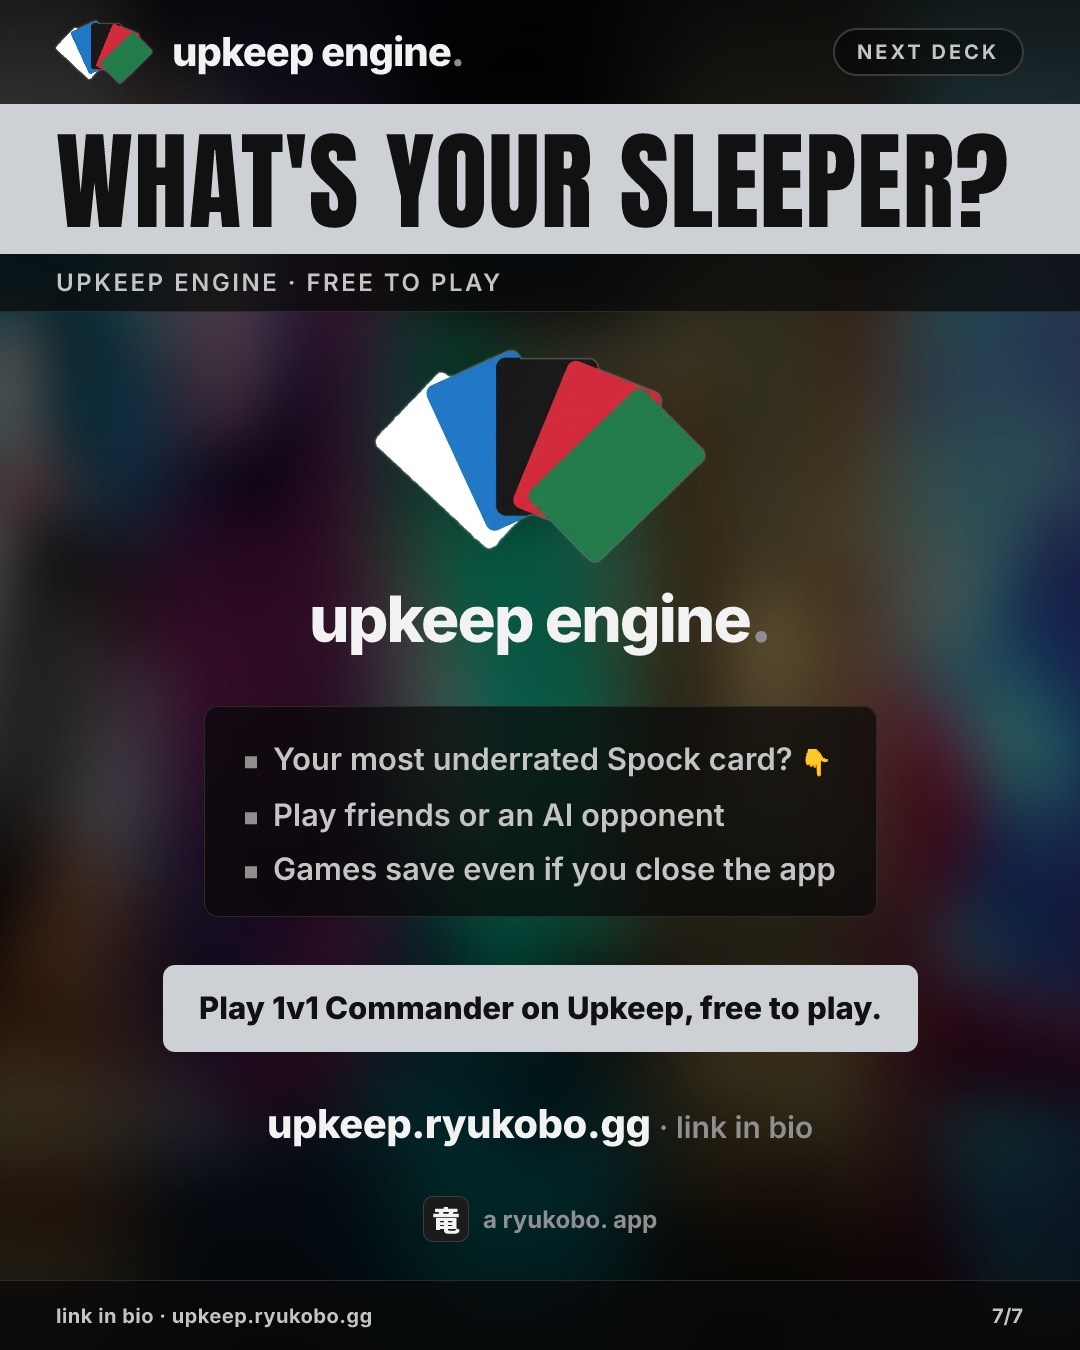 upkeep engine.
NEXT DECK
WHAT'S YOUR SLEEPER?
UPKEEP ENGINE · FREE TO PLAY
upkeep engine.
▪ Your most underrated Spock card? 👇
▪ Play friends or an AI opponent
▪ Games save even if you close the app
Play 1v1 Commander on Upkeep, free to play.
upkeep.ryukobo.gg · link in bio
竜 a ryukobo. app
link in bio · upkeep.ryukobo.gg
7/7